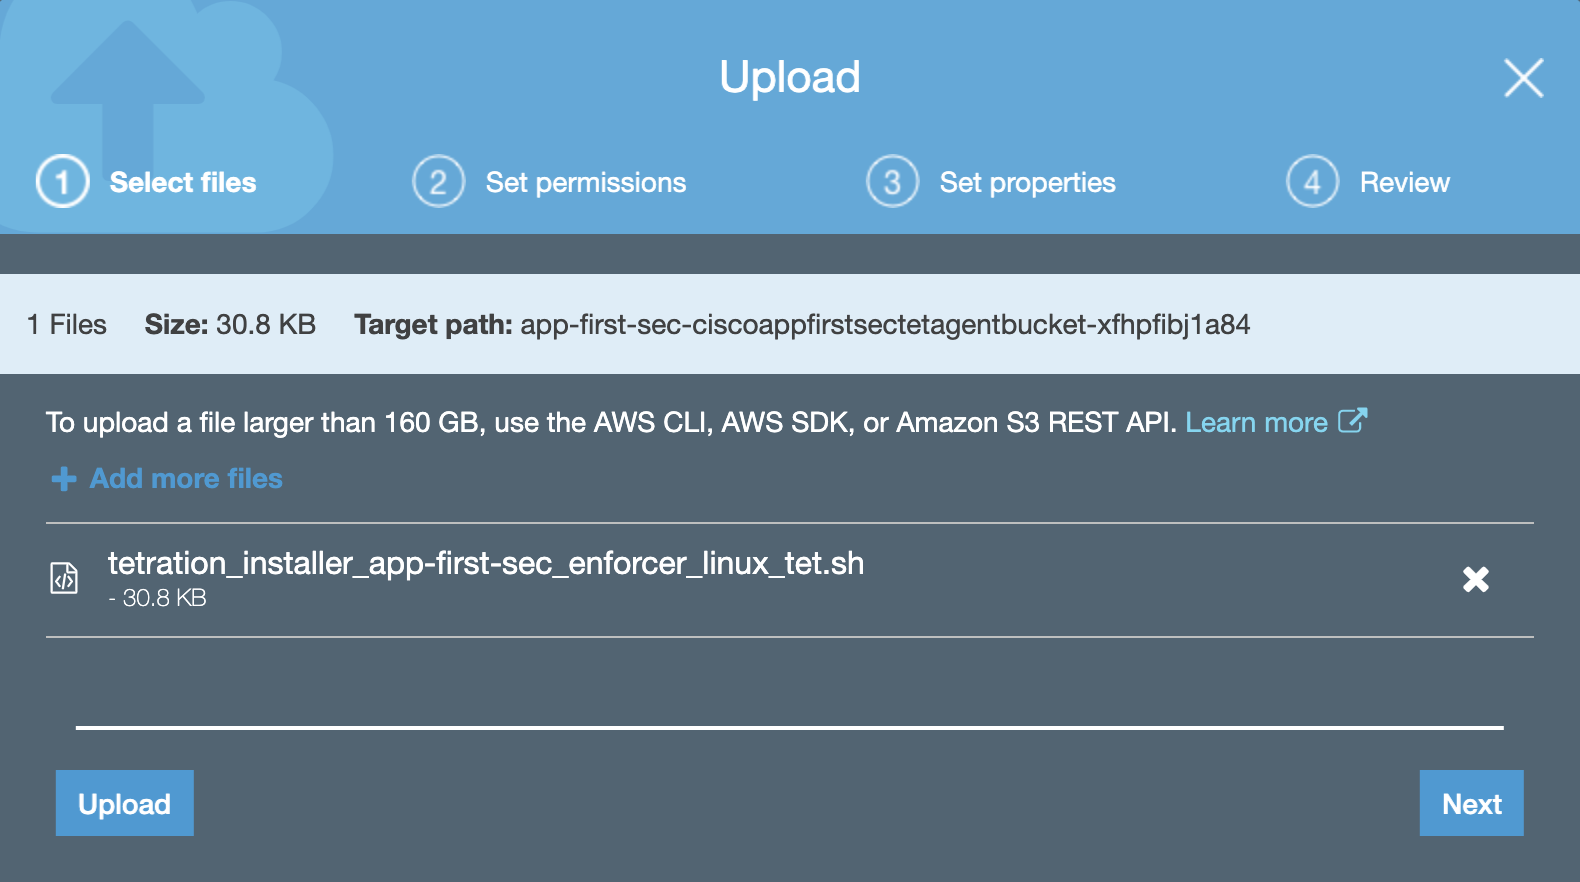 Upload
1 Select files 2 Set permissions 3 Set properties 4 Review
1 Files Size: 30.8 KB Target path: app-first-sec-ciscoappfirstsectetagentbucket-xfhpfibj1a84
To upload a file larger than 160 GB, use the AWS CLI, AWS SDK, or Amazon S3 REST API. Learn more
Add more files
tetration_installer_app-first-sec_enforcer_linux_tet.sh
- 30.8 KB
Upload Next